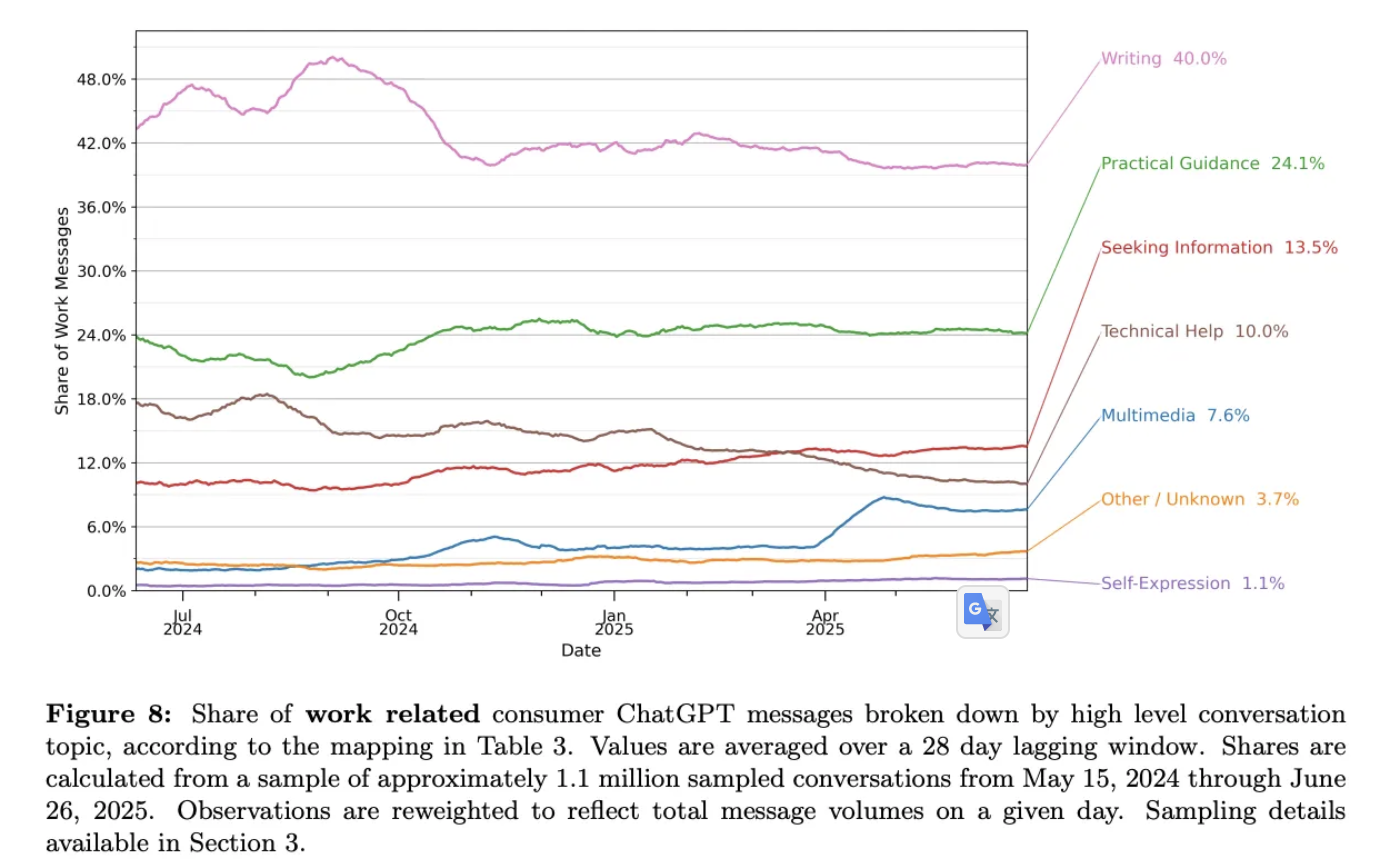 48.0%
42.0%
36.0%
30.0%
24.0%
18.0%
12.0%
6.0%
0.0%
Share of Work Messages
Jul
2024
Oct
2024
Jan
2025
Apr
2025
Date
Writing 40.0%
Practical Guidance 24.1%
Seeking Information 13.5%
Technical Help 10.0%
Multimedia 7.6%
Other / Unknown 3.7%
Self-Expression 1.1%
G 文
Figure 8: Share of work related consumer ChatGPT messages broken down by high level conversation
topic, according to the mapping in Table 3. Values are averaged over a 28 day lagging window. Shares are
calculated from a sample of approximately 1.1 million sampled conversations from May 15, 2024 through June
26, 2025. Observations are reweighted to reflect total message volumes on a given day. Sampling details
available in Section 3.